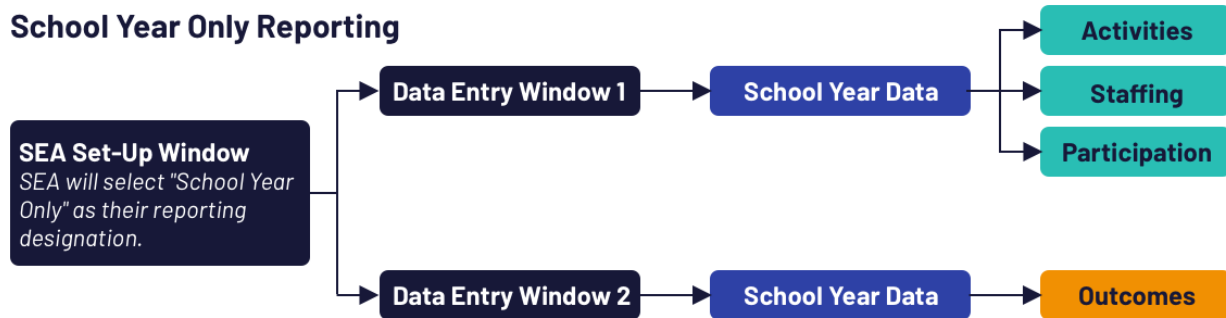 School Year Only Reporting
SEA Set-Up Window
SEA will select "School Year
Only" as their reporting
designation.
Data Entry Window 1
School Year Data
Activities
Staffing
Participation
Data Entry Window 2
School Year Data
Outcomes